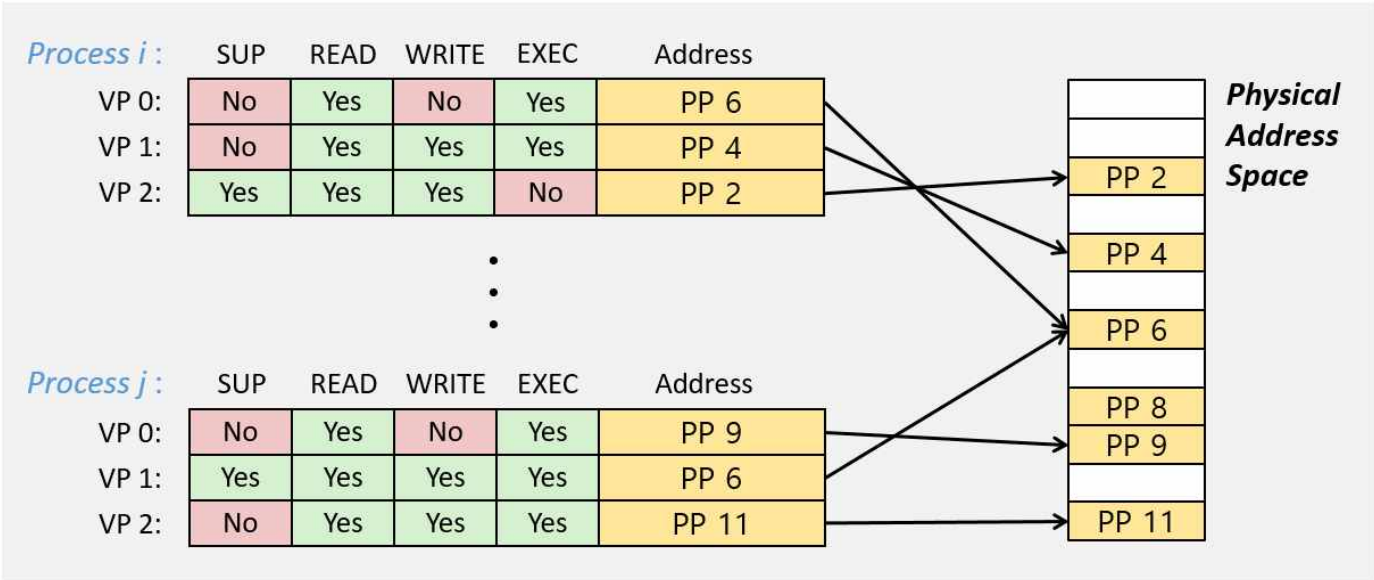 Process i : SUP READ WRITE EXEC Address
VP 0: No Yes No Yes PP 6
VP 1: No Yes Yes Yes PP 4
VP 2: Yes Yes Yes No PP 2
Process j : SUP READ WRITE EXEC Address
VP 0: No Yes No Yes PP 9
VP 1: Yes Yes Yes Yes PP 6
VP 2: No Yes Yes Yes PP 11
PP 2
PP 4
PP 6
PP 8
PP 9
PP 11
Physical
Address
Space